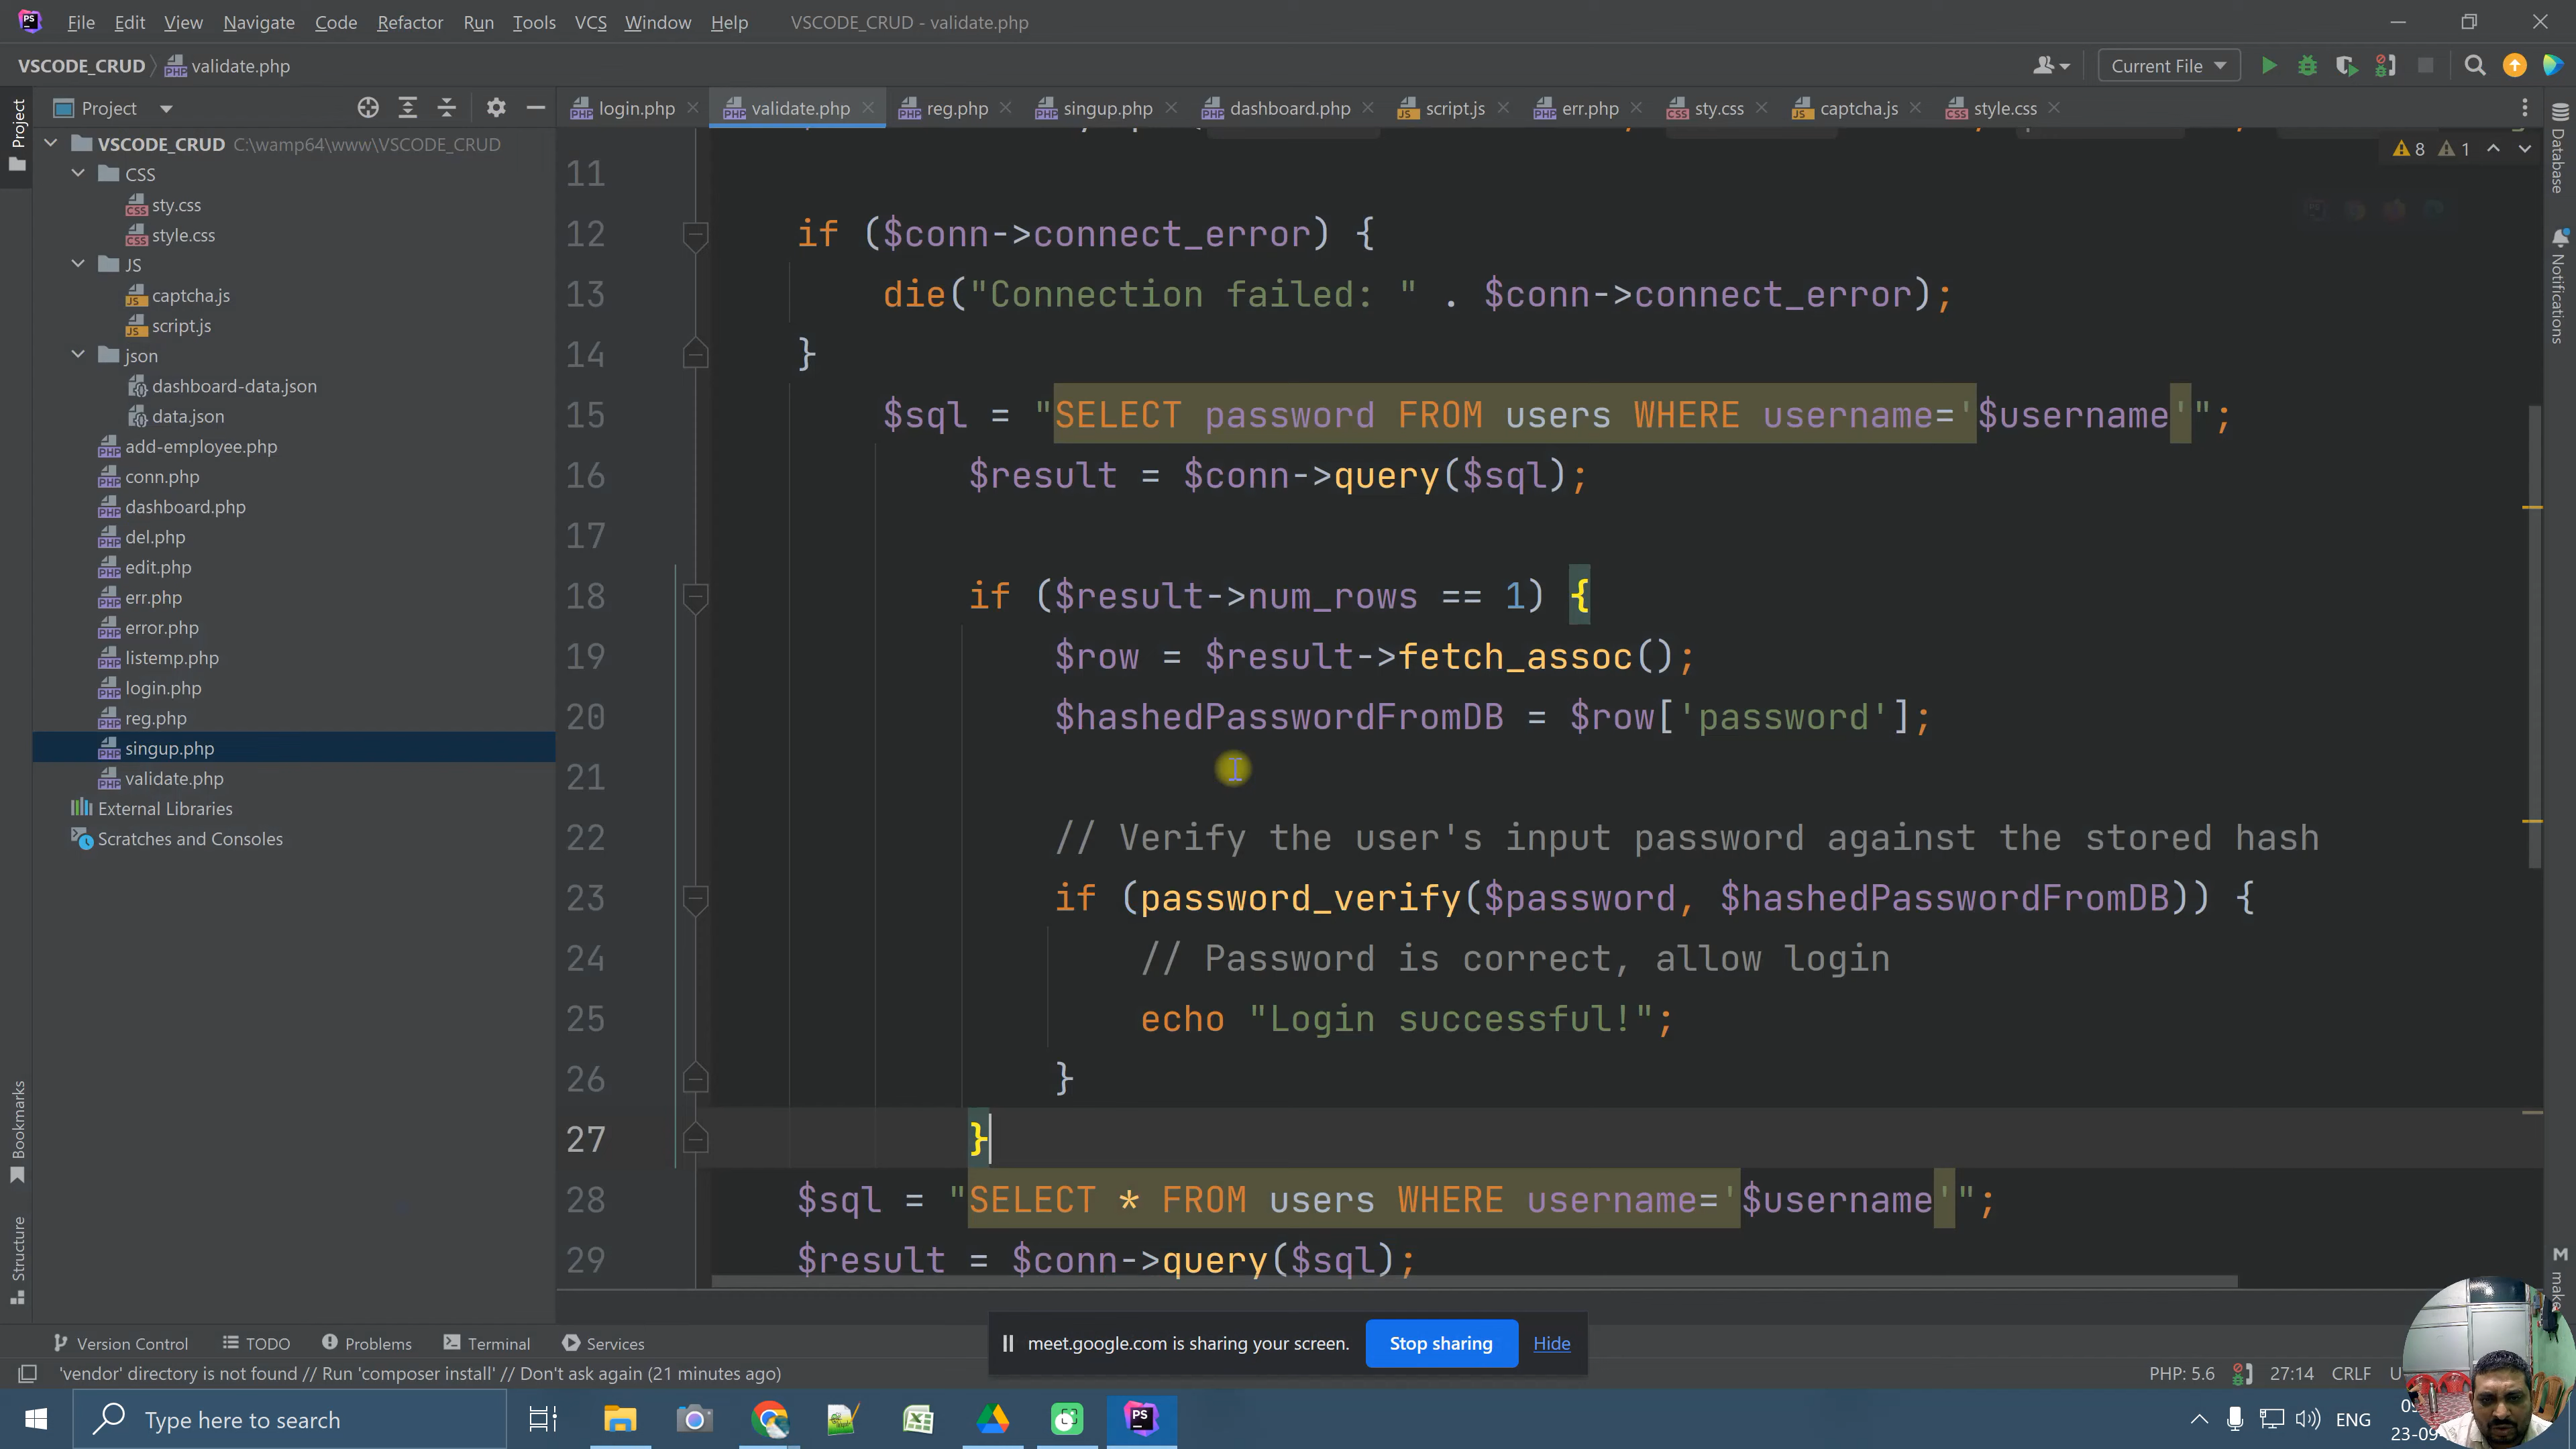 File Edit View Navigate Code Refactor Run Tools VCS Window Help VSCODE_CRUD - validate.php
VSCODE_CRUD validate.php Current File
Project
login.php validate.php reg.php singup.php dashboard.php script.js err.php sty.css captcha.js style.css
Project
Database
Notifications
Bookmarks
Structure
make
VSCODE_CRUD C:\wamp64\www\VSCODE_CRUD
CSS
sty.css
style.css
JS
captcha.js
script.js
json
dashboard-data.json
data.json
add-employee.php
conn.php
dashboard.php
del.php
edit.php
err.php
error.php
listemp.php
login.php
reg.php
singup.php
validate.php
External Libraries
Scratches and Consoles
8 1
11
12 if ($conn->connect_error) {
13 die("Connection failed: " . $conn->connect_error);
14 }
15 $sql = "SELECT password FROM users WHERE username='$username'";
16 $result = $conn->query($sql);
17
18 if ($result->num_rows == 1) {
19 $row = $result->fetch_assoc();
20 $hashedPasswordFromDB = $row['password'];
21
22 // Verify the user's input password against the stored hash
23 if (password_verify($password, $hashedPasswordFromDB)) {
24 // Password is correct, allow login
25 echo "Login successful!";
26 }
27 }
28 $sql = "SELECT * FROM users WHERE username='$username'";
29 $result = $conn->query($sql);
Version Control TODO Problems Terminal Services
meet.google.com is sharing your screen. Stop sharing Hide
'vendor' directory is not found // Run 'composer install' // Don't ask again (21 minutes ago)
PHP: 5.6 27:14 CRLF
Type here to search
ENG